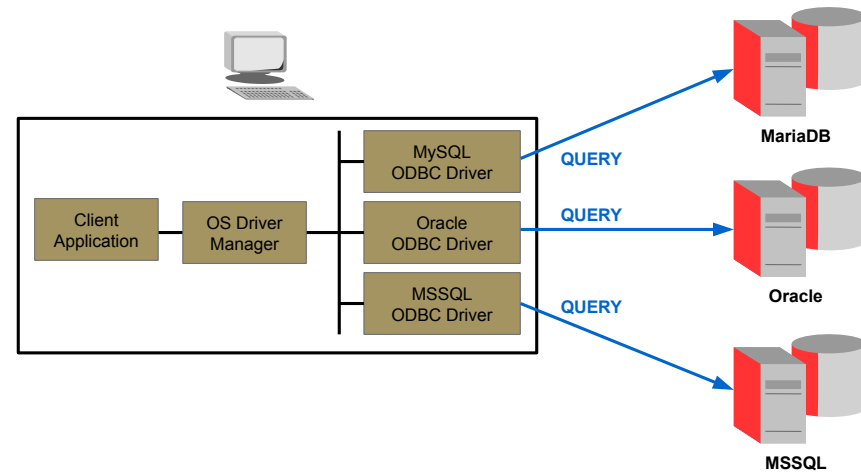 MySQL
ODBC Driver
QUERY
MariaDB
Client
Application
OS Driver
Manager
Oracle
ODBC Driver
QUERY
Oracle
MSSQL
ODBC Driver
QUERY
MSSQL